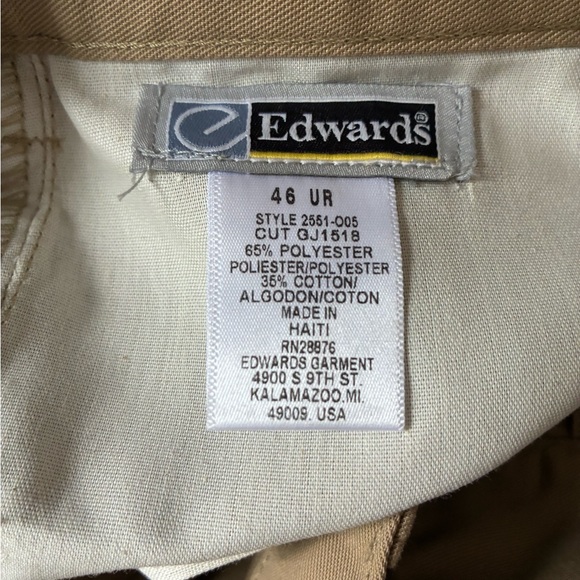 e Edwards®
46 UR
STYLE 2551-005
CUT GJ1518
65% POLYESTER
POLIESTER/POLYESTER
35% COTTON/
ALGODON/COTON
MADE IN
HAITI
RN28876
EDWARDS GARMENT
4900 S 9TH ST.
KALAMAZOO.MI.
49009. USA